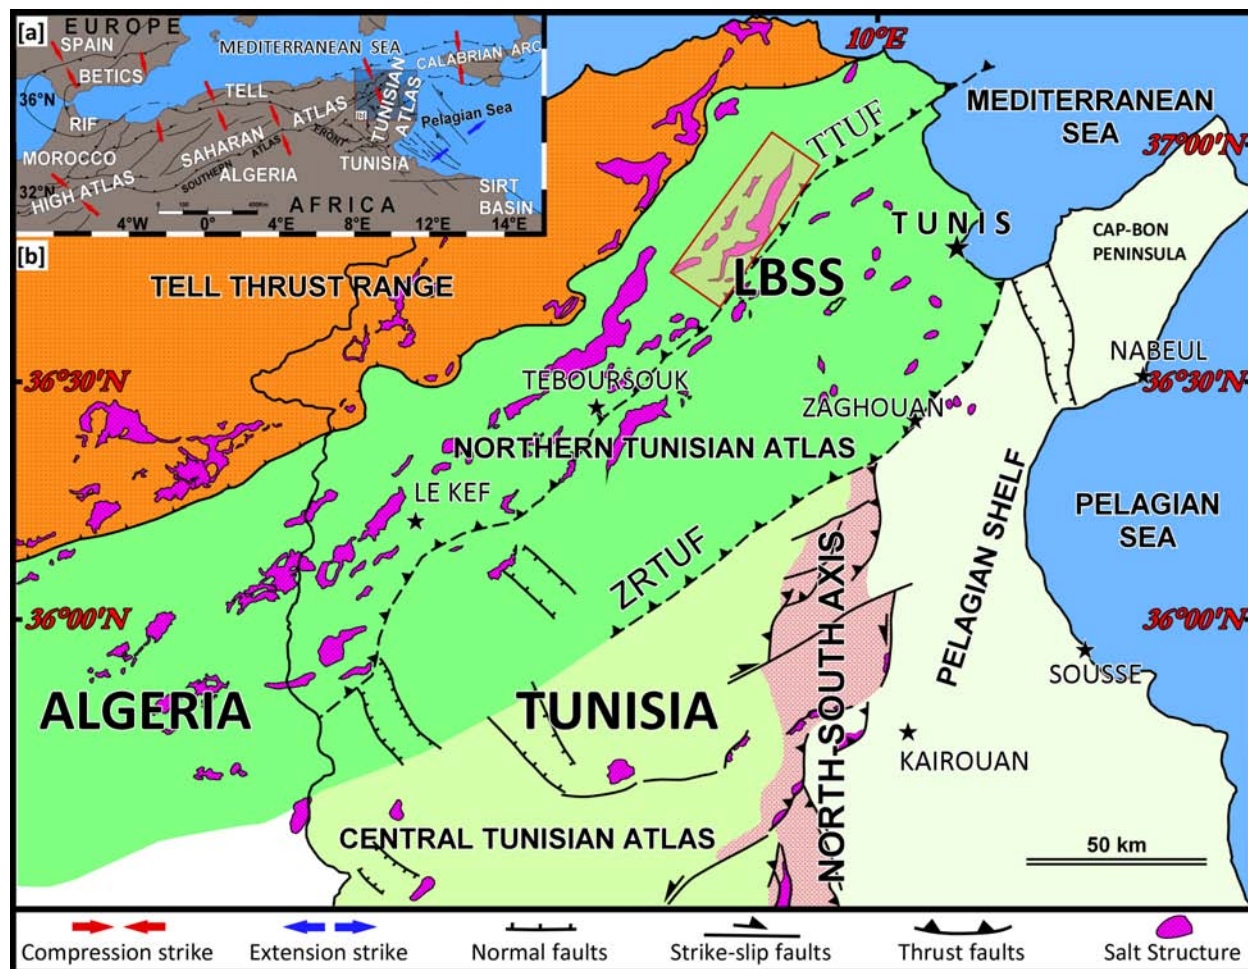 [a]
EUROPE
SPAIN
BETICS
MEDITERRANEAN SEA
CALABRIAN ARC
36°N
TELL
ATLAS
TUNISIAN
ATLAS
Pelagian Sea
RIF
[b]
FRONT
MOROCCO
SAHARAN
ATLAS
SOUTHERN
TUNISIA
ALGERIA
32°N
HIGH ATLAS
SIRT
BASIN
AFRICA
4°W
0°
4°E
8°E
12°E
14°E
10°E
MEDITERRANEAN
SEA
37°00'N
TTUF
TUNIS
CAP-BON
PENINSULA
[b]
TELL THRUST RANGE
LBSS
NABEUL
36°30'N
36°30'N
TEBOURSOUK
ZAGHOUAN
NORTHERN TUNISIAN ATLAS
LE KEF
PELAGIAN
SEA
ZRTUF
PELAGIAN SHELF
NORTH-SOUTH AXIS
36°00'N
36°00'N
SOUSSE
ALGERIA
TUNISIA
KAIROUAN
CENTRAL TUNISIAN ATLAS
50 km
Compression strike
Extension strike
Normal faults
Strike-slip faults
Thrust faults
Salt Structure